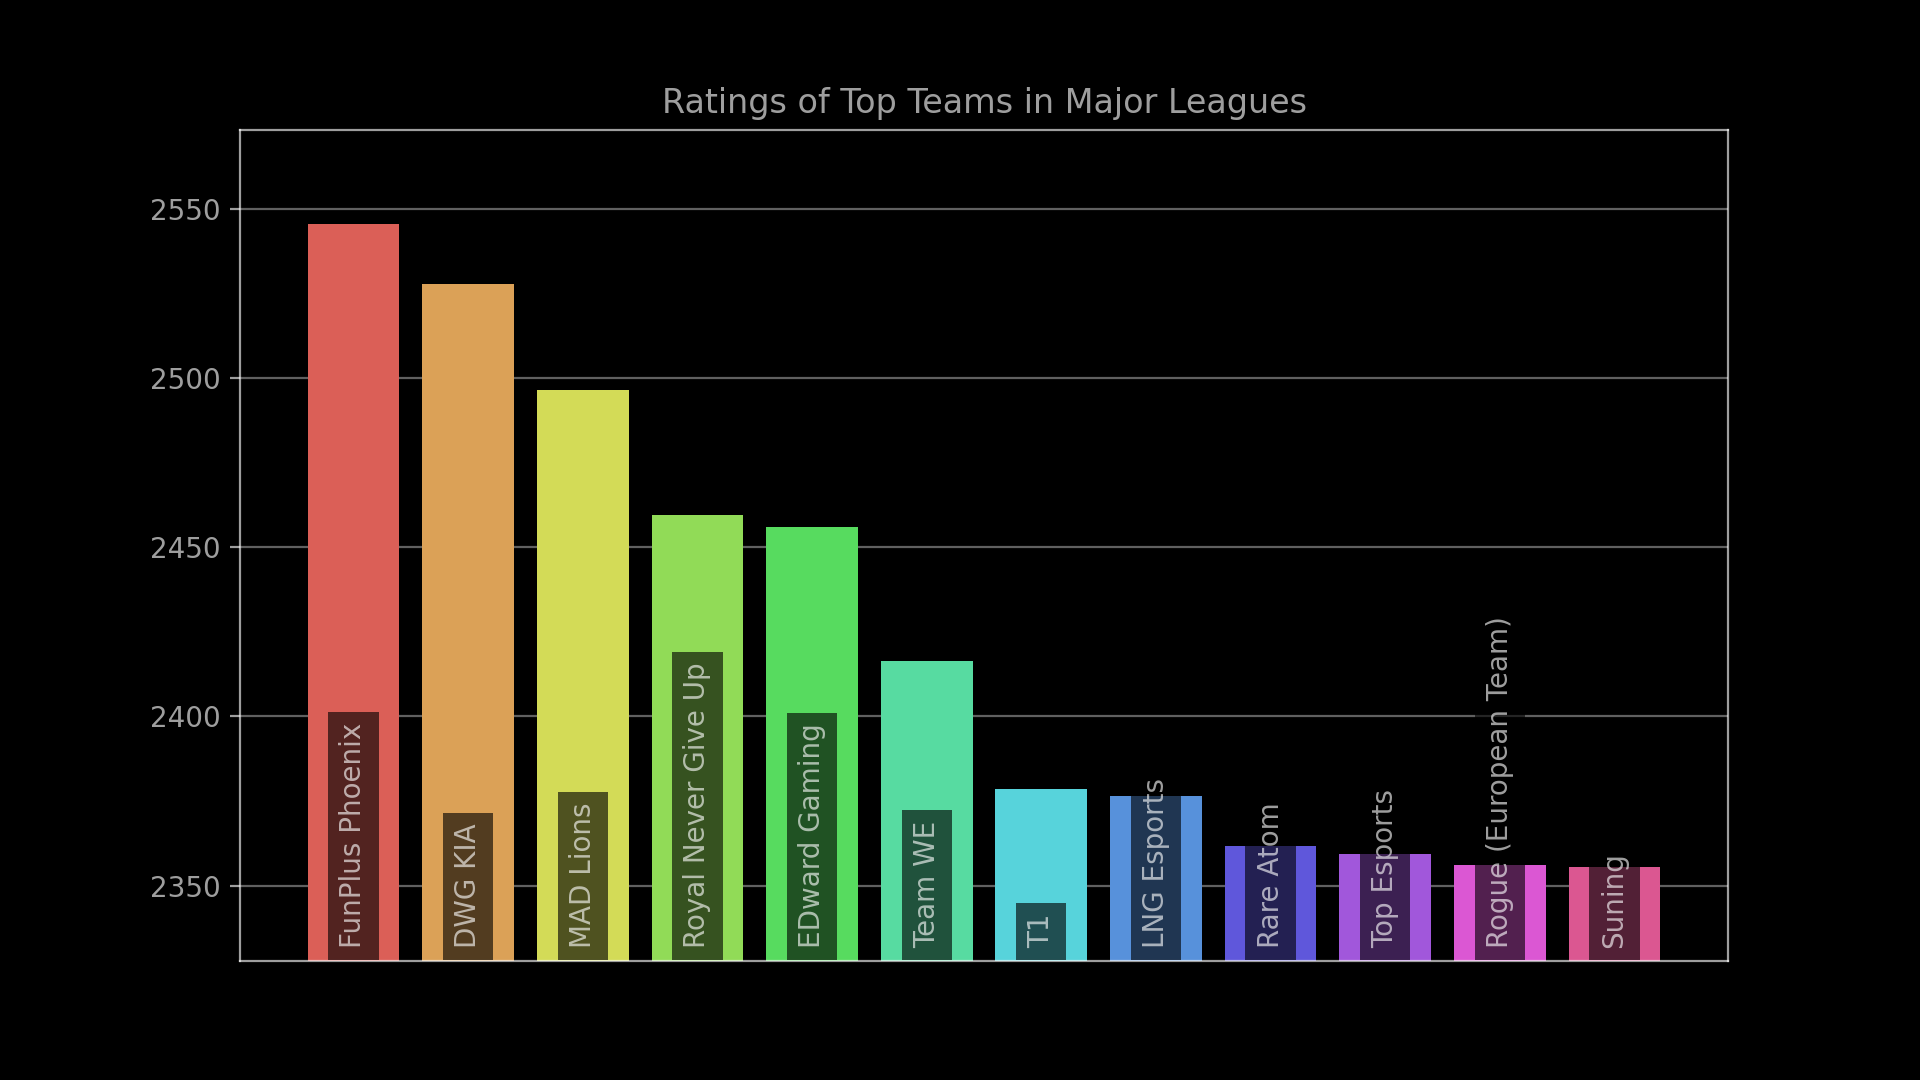 Ratings of Top Teams in Major Leagues
2550
2500
2450
2400
2350
FunPlus Phoenix
DWG KIA
MAD Lions
Royal Never Give Up
EDward Gaming
Team WE
T1
LNG Esports
Rare Atom
Top Esports
Rogue (European Team)
Suning